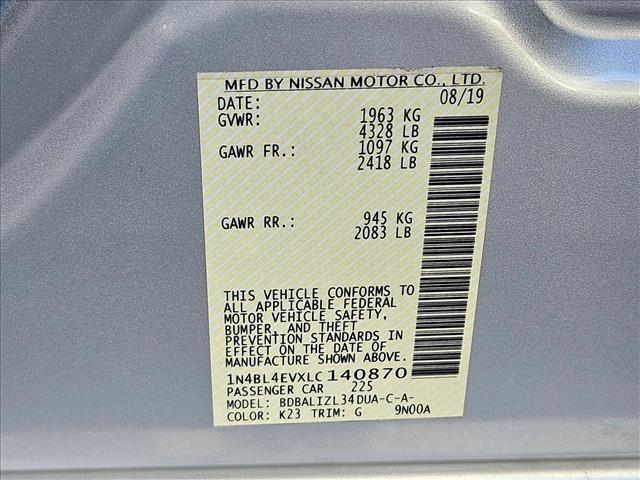 MFD BY NISSAN MOTOR CO., LTD.
DATE: 08/19
GVWR: 1963 KG
4328 LB
GAWR FR.: 1097 KG
2418 LB
GAWR RR.: 945 KG
2083 LB
THIS VEHICLE CONFORMS TO
ALL APPLICABLE FEDERAL
MOTOR VEHICLE SAFETY,
BUMPER, AND THEFT
PREVENTION STANDARDS IN
EFFECT ON THE DATE OF
MANUFACTURE SHOWN ABOVE.
1N4BL4EVXLC140870
PASSENGER CAR 225
MODEL: BDBALIZL34DUA-C-A-
COLOR: K23 TRIM: G 9N00A